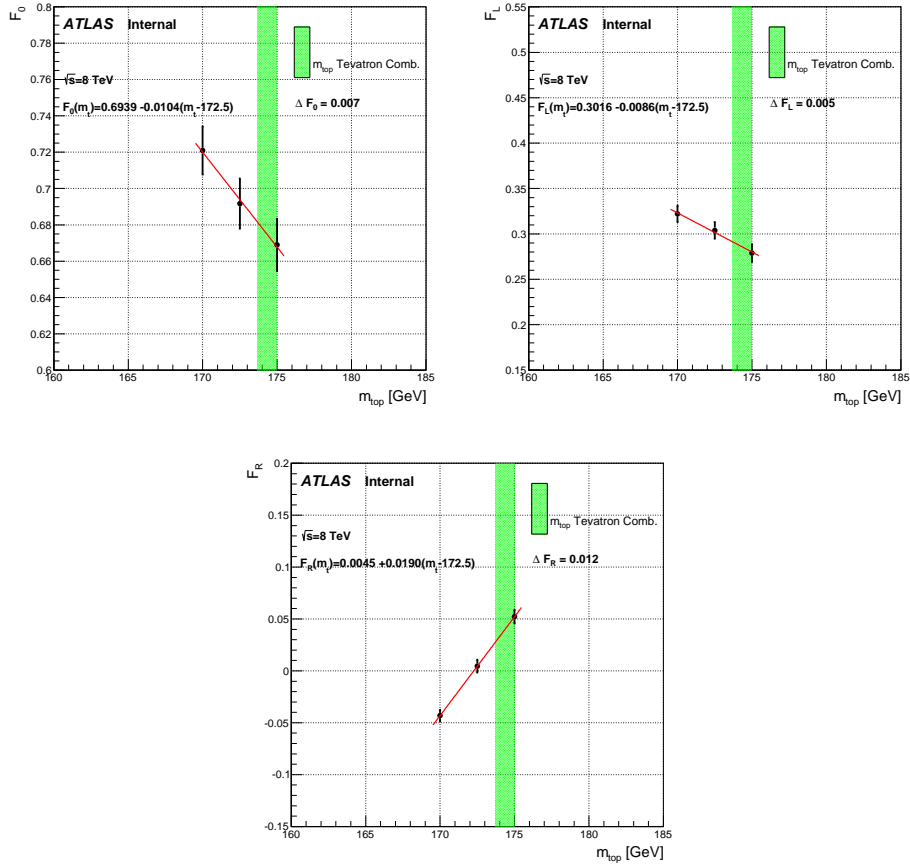 F_0
ATLAS Internal
√s=8 TeV
m_top Tevatron Comb.
F_0(m_t)=0.6939 -0.0104(m_t-172.5)
Δ F_0 = 0.007
0.8
0.78
0.76
0.74
0.72
0.7
0.68
0.66
0.64
0.62
0.6
160 165 170 175 180 185
m_top [GeV]
F_L
ATLAS Internal
√s=8 TeV
m_top Tevatron Comb.
F_L(m_t)=0.3016 -0.0086(m_t-172.5)
Δ F_L = 0.005
0.55
0.5
0.45
0.4
0.35
0.3
0.25
0.2
0.15
160 165 170 175 180 185
m_top [GeV]
F_R
ATLAS Internal
√s=8 TeV
m_top Tevatron Comb.
F_R(m_t)=0.0045 +0.0190(m_t-172.5)
Δ F_R = 0.012
0.2
0.15
0.1
0.05
0
-0.05
-0.1
-0.15
160 165 170 175 180 185
m_top [GeV]